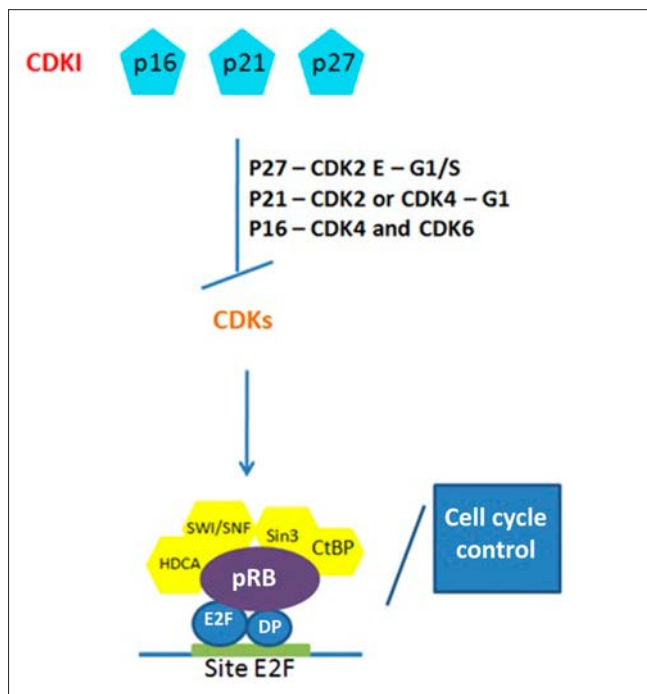 CDKI p16 p21 p27
P27 – CDK2 E – G1/S
P21 – CDK2 or CDK4 – G1
P16 – CDK4 and CDK6
CDKs
Cell cycle
control
SWI/SNF Sin3
CtBP
HDCA
pRB
E2F DP
Site E2F